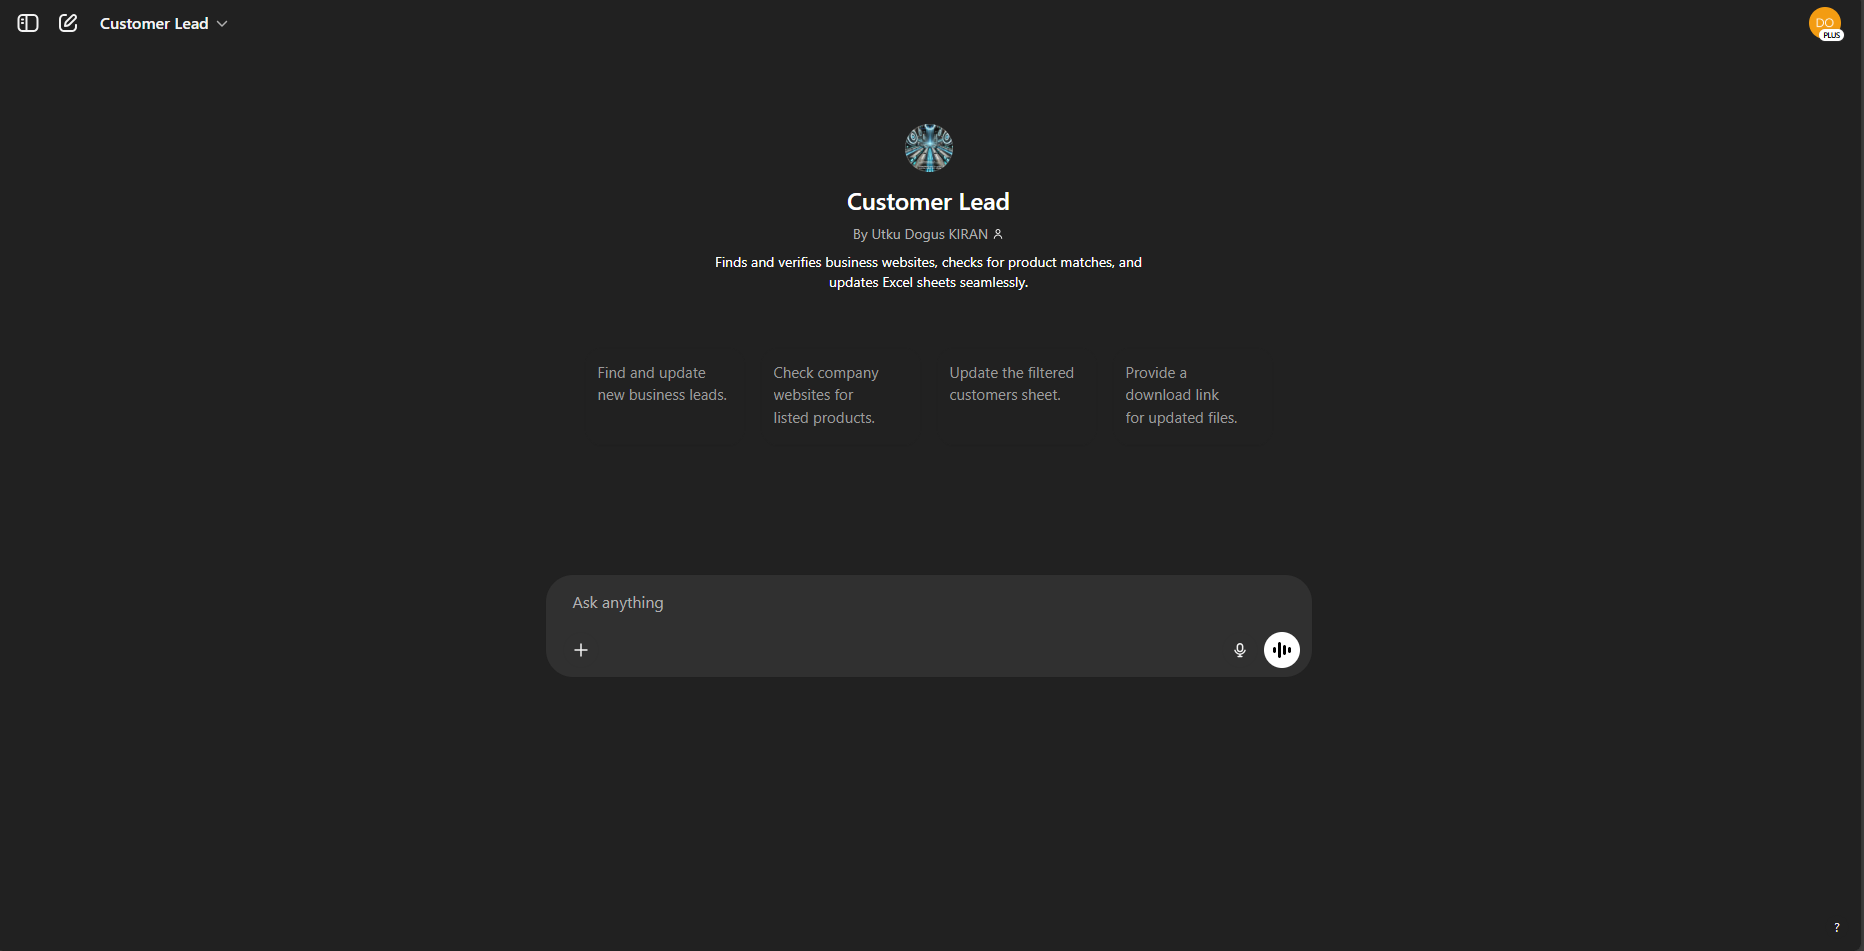 Customer Lead
DO
PLUS
Customer Lead
By Utku Dogus KIRAN
Finds and verifies business websites, checks for product matches, and
updates Excel sheets seamlessly.
Find and update
new business leads.
Check company
websites for
listed products.
Update the filtered
customers sheet.
Provide a
download link
for updated files.
Ask anything
?